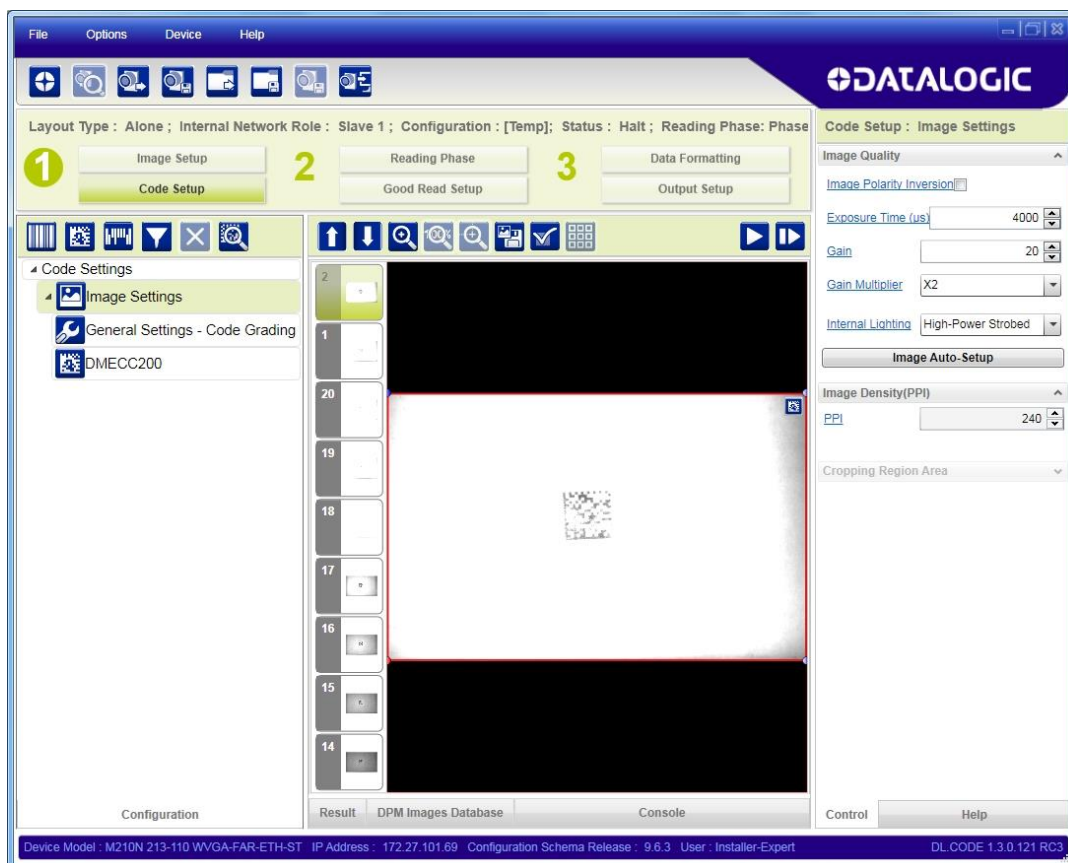 File Options Device Help
DATALOGIC
Layout Type : Alone ; Internal Network Role : Slave 1 ; Configuration : [Temp]; Status : Halt ; Reading Phase: Phase
1 Image Setup 2 Reading Phase 3 Data Formatting
Code Setup Good Read Setup Output Setup
Code Settings
Image Settings
General Settings - Code Grading
DMECC200
Configuration
2
1
20
19
18
17
16
15
14
Result DPM Images Database Console
Code Setup : Image Settings
Image Quality
Image Polarity Inversion
Exposure Time (µs) 4000
Gain 20
Gain Multiplier X2
Internal Lighting High-Power Strobed
Image Auto-Setup
Image Density(PPI)
PPI 240
Cropping Region Area
Control Help
Device Model : M210N 213-110 WVGA-FAR-ETH-ST IP Address : 172.27.101.69 Configuration Schema Release : 9.6.3 User : Installer-Expert DL.CODE 1.3.0.121 RC3